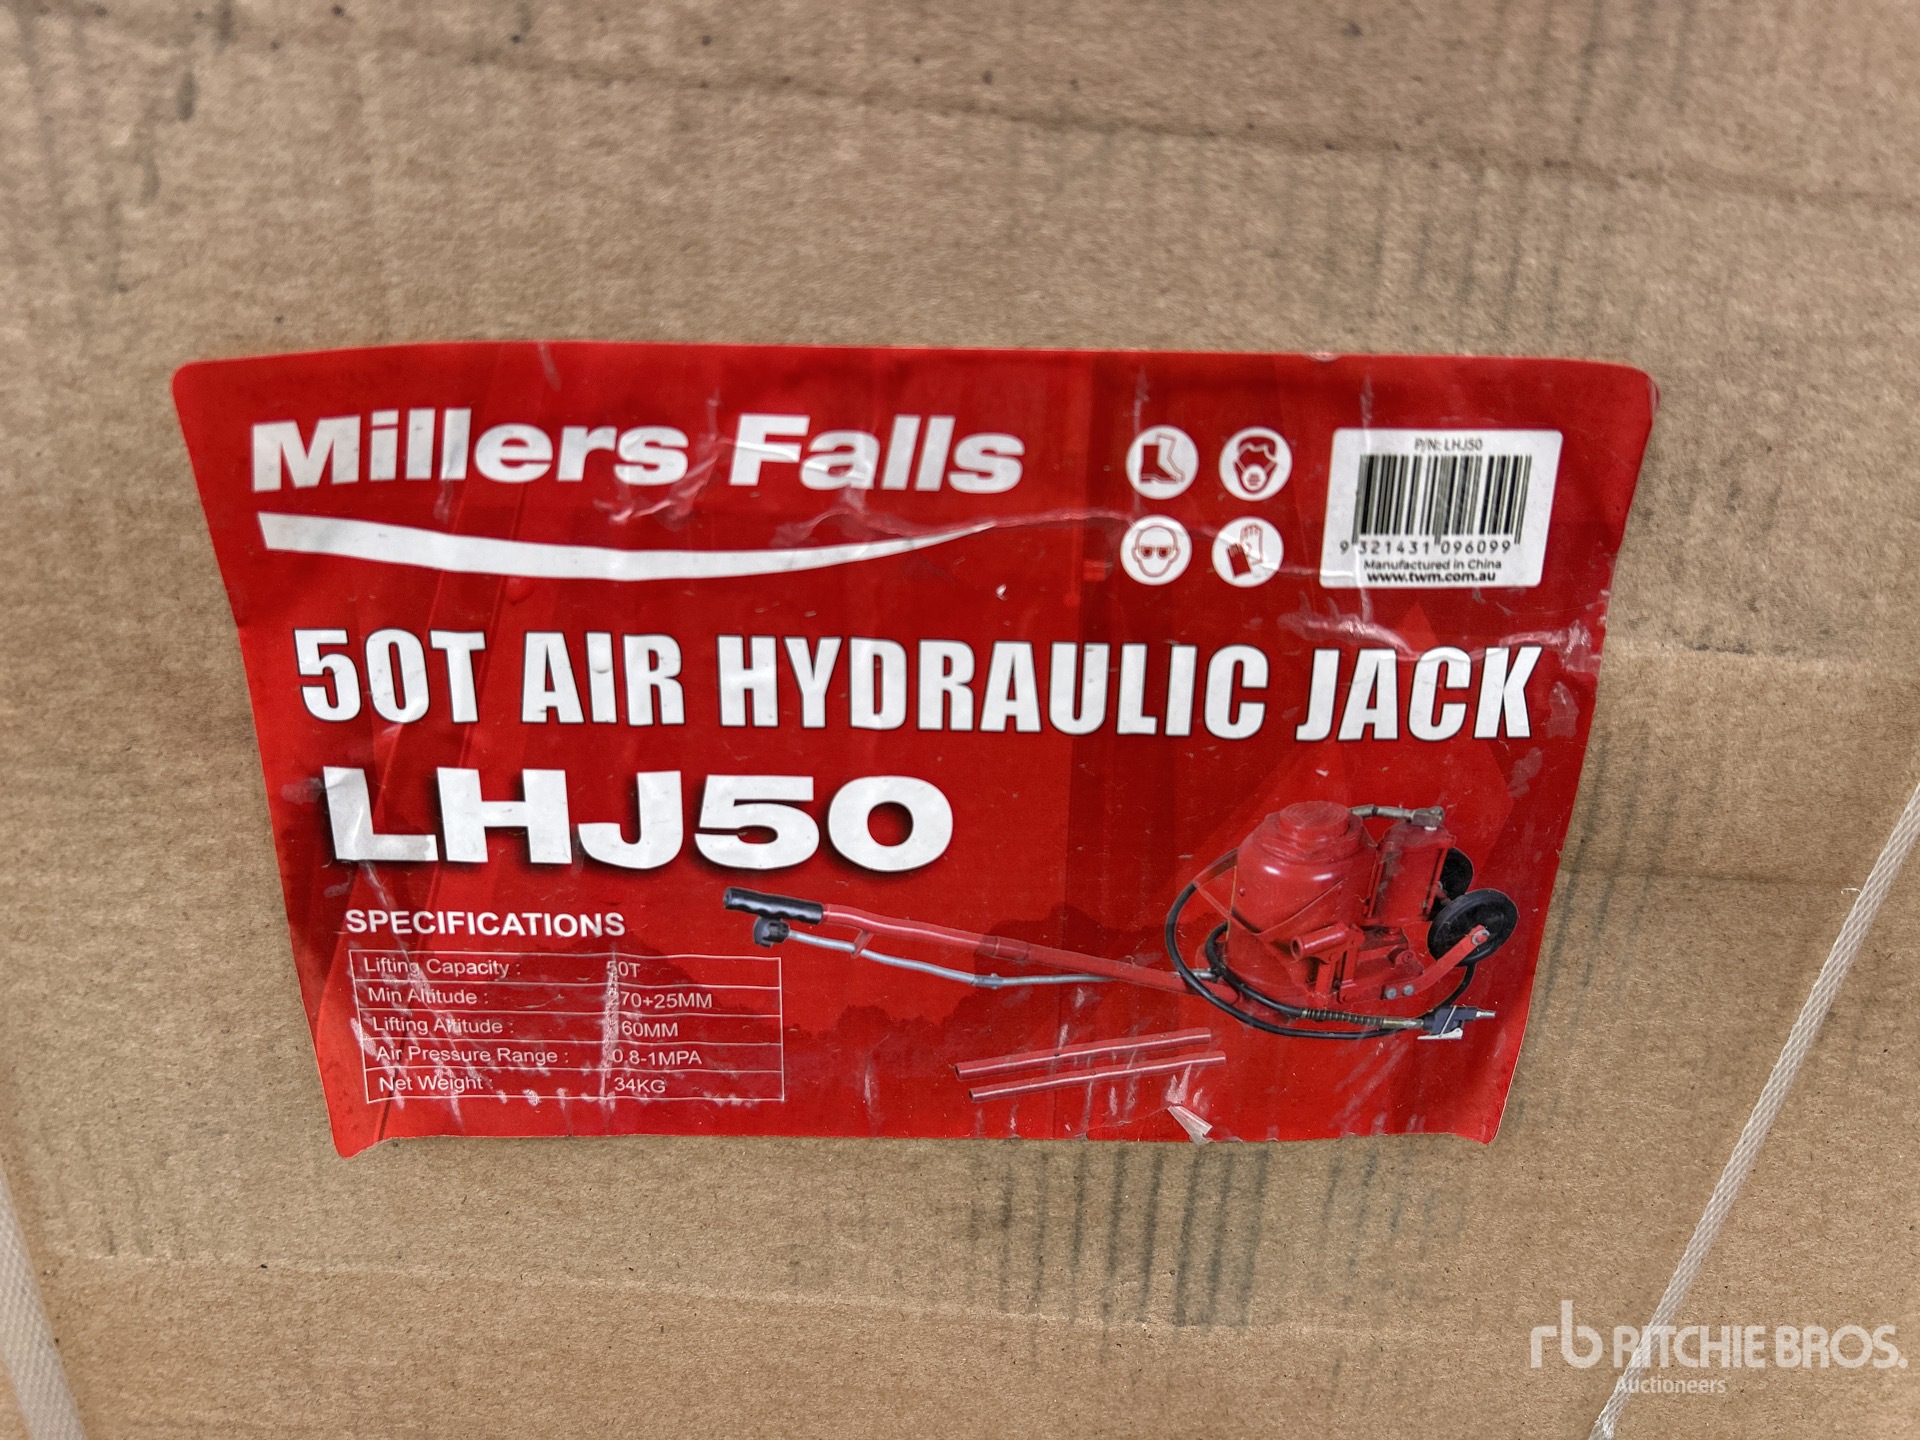 Millers Falls
P/N: LHJ50
9 321431 096099
Manufactured in China
www.twm.com.au
50T AIR HYDRAULIC JACK
LHJ50
SPECIFICATIONS
Lifting Capacity : 50T
Min Altitude :
Lifting Altitude :
Air Pressure Range : 0.8-1MPA
Net Weight : 34KG
rb RITCHIE BROS.
Auctioneers